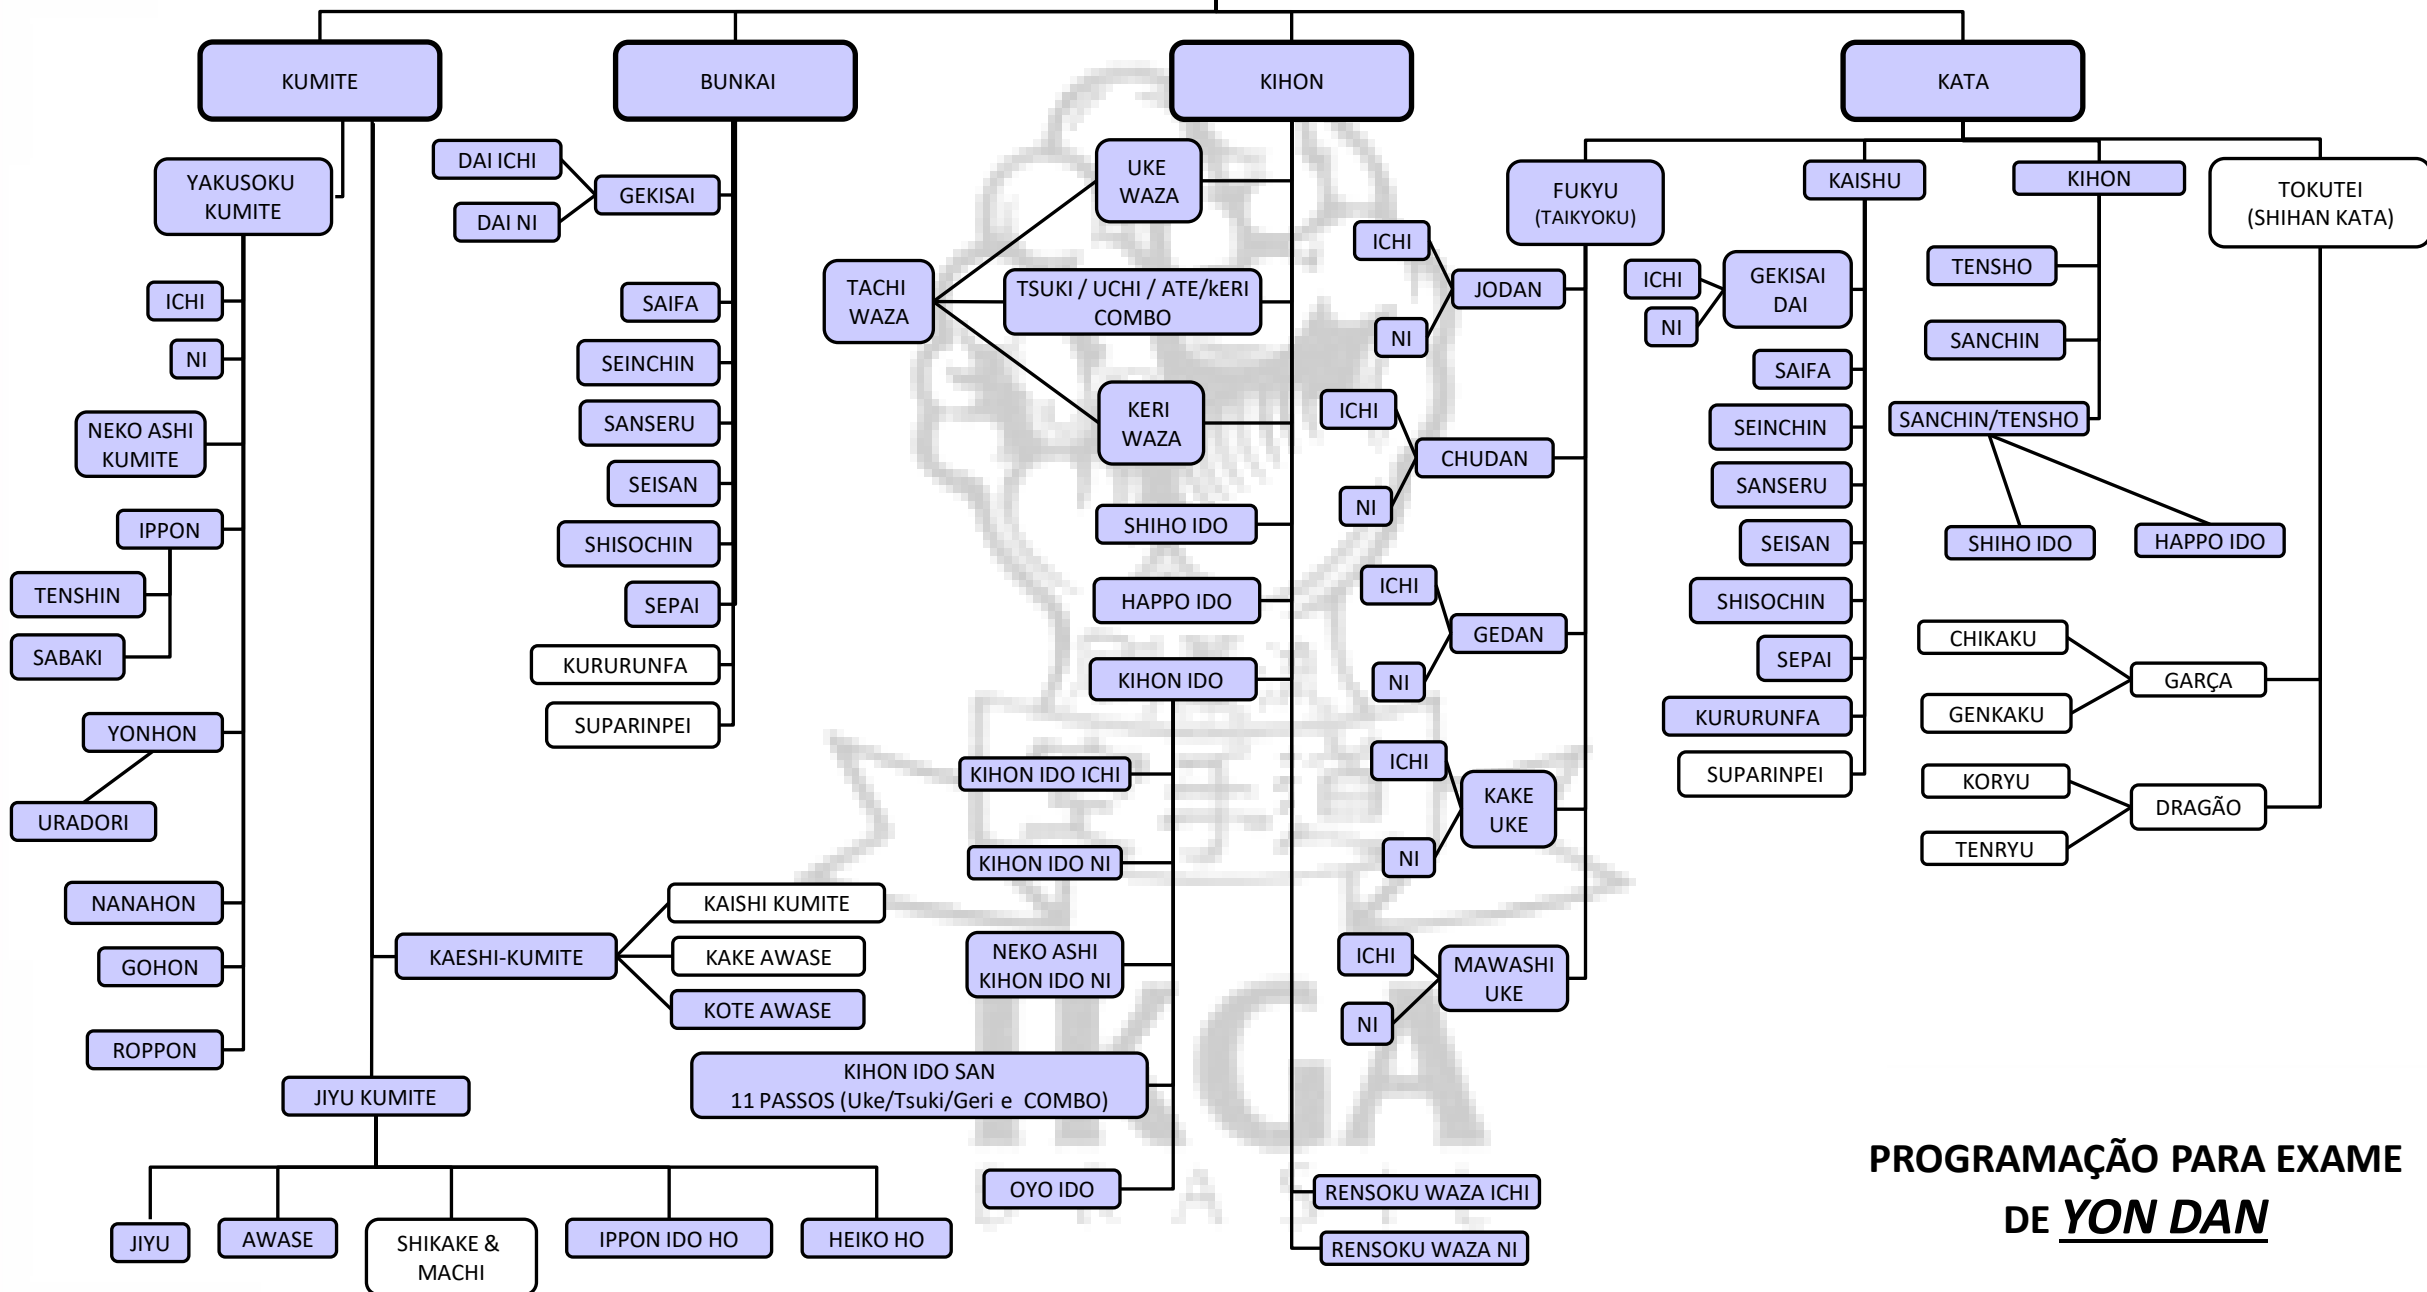 KUMITE
BUNKAI
KIHON
KATA
YAKUSOKU
KUMITE
ICHI
NI
NEKO ASHI
KUMITE
IPPON
TENSHIN
SABAKI
YONHON
URADORI
NANAHON
GOHON
ROPPON
KAESHI-KUMITE
KAISHI KUMITE
KAKE AWASE
KOTE AWASE
JIYU KUMITE
JIYU
AWASE
SHIKAKE &
MACHI
IPPON IDO HO
HEIKO HO
DAI ICHI
DAI NI
GEKISAI
SAIFA
SEINCHIN
SANSERU
SEISAN
SHISOCHIN
SEPAI
KURURUNFA
SUPARINPEI
TACHI
WAZA
UKE
WAZA
TSUKI / UCHI / ATE/kERI
COMBO
KERI
WAZA
SHIHO IDO
HAPPO IDO
KIHON IDO
KIHON IDO ICHI
KIHON IDO NI
NEKO ASHI
KIHON IDO NI
KIHON IDO SAN
11 PASSOS (Uke/Tsuki/Geri e COMBO)
OYO IDO
RENSOKU WAZA ICHI
RENSOKU WAZA NI
FUKYU
(TAIKYOKU)
ICHI
JODAN
NI
ICHI
CHUDAN
NI
ICHI
GEDAN
NI
ICHI
KAKE
UKE
NI
ICHI
MAWASHI
UKE
NI
KAISHU
ICHI
NI
GEKISAI
DAI
SAIFA
SEINCHIN
SANSERU
SEISAN
SHISOCHIN
SEPAI
KURURUNFA
SUPARINPEI
KIHON
TENSHO
SANCHIN
SANCHIN/TENSHO
SHIHO IDO
HAPPO IDO
TOKUTEI
(SHIHAN KATA)
CHIKAKU
GENKAKU
GARÇA
KORYU
TENRYU
DRAGÃO
PROGRAMAÇÃO PARA EXAME
DE YON DAN
IKGA